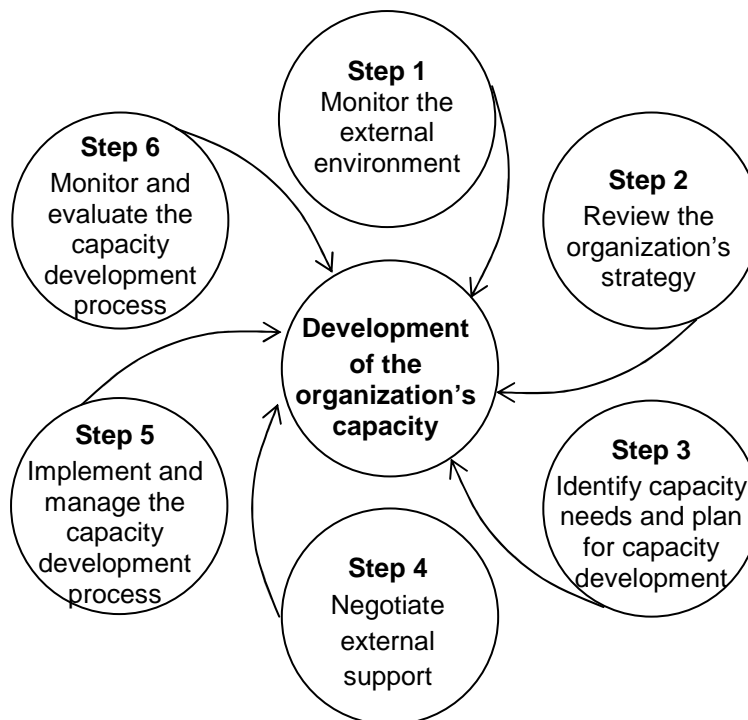 Step 1
Monitor the
external
environment
Step 2
Review the
organization’s
strategy
Step 3
Identify capacity
needs and plan
for capacity
development
Step 4
Negotiate
external
support
Step 5
Implement and
manage the
capacity
development
process
Step 6
Monitor and
evaluate the
capacity
development
process
Development
of the
organization’s
capacity